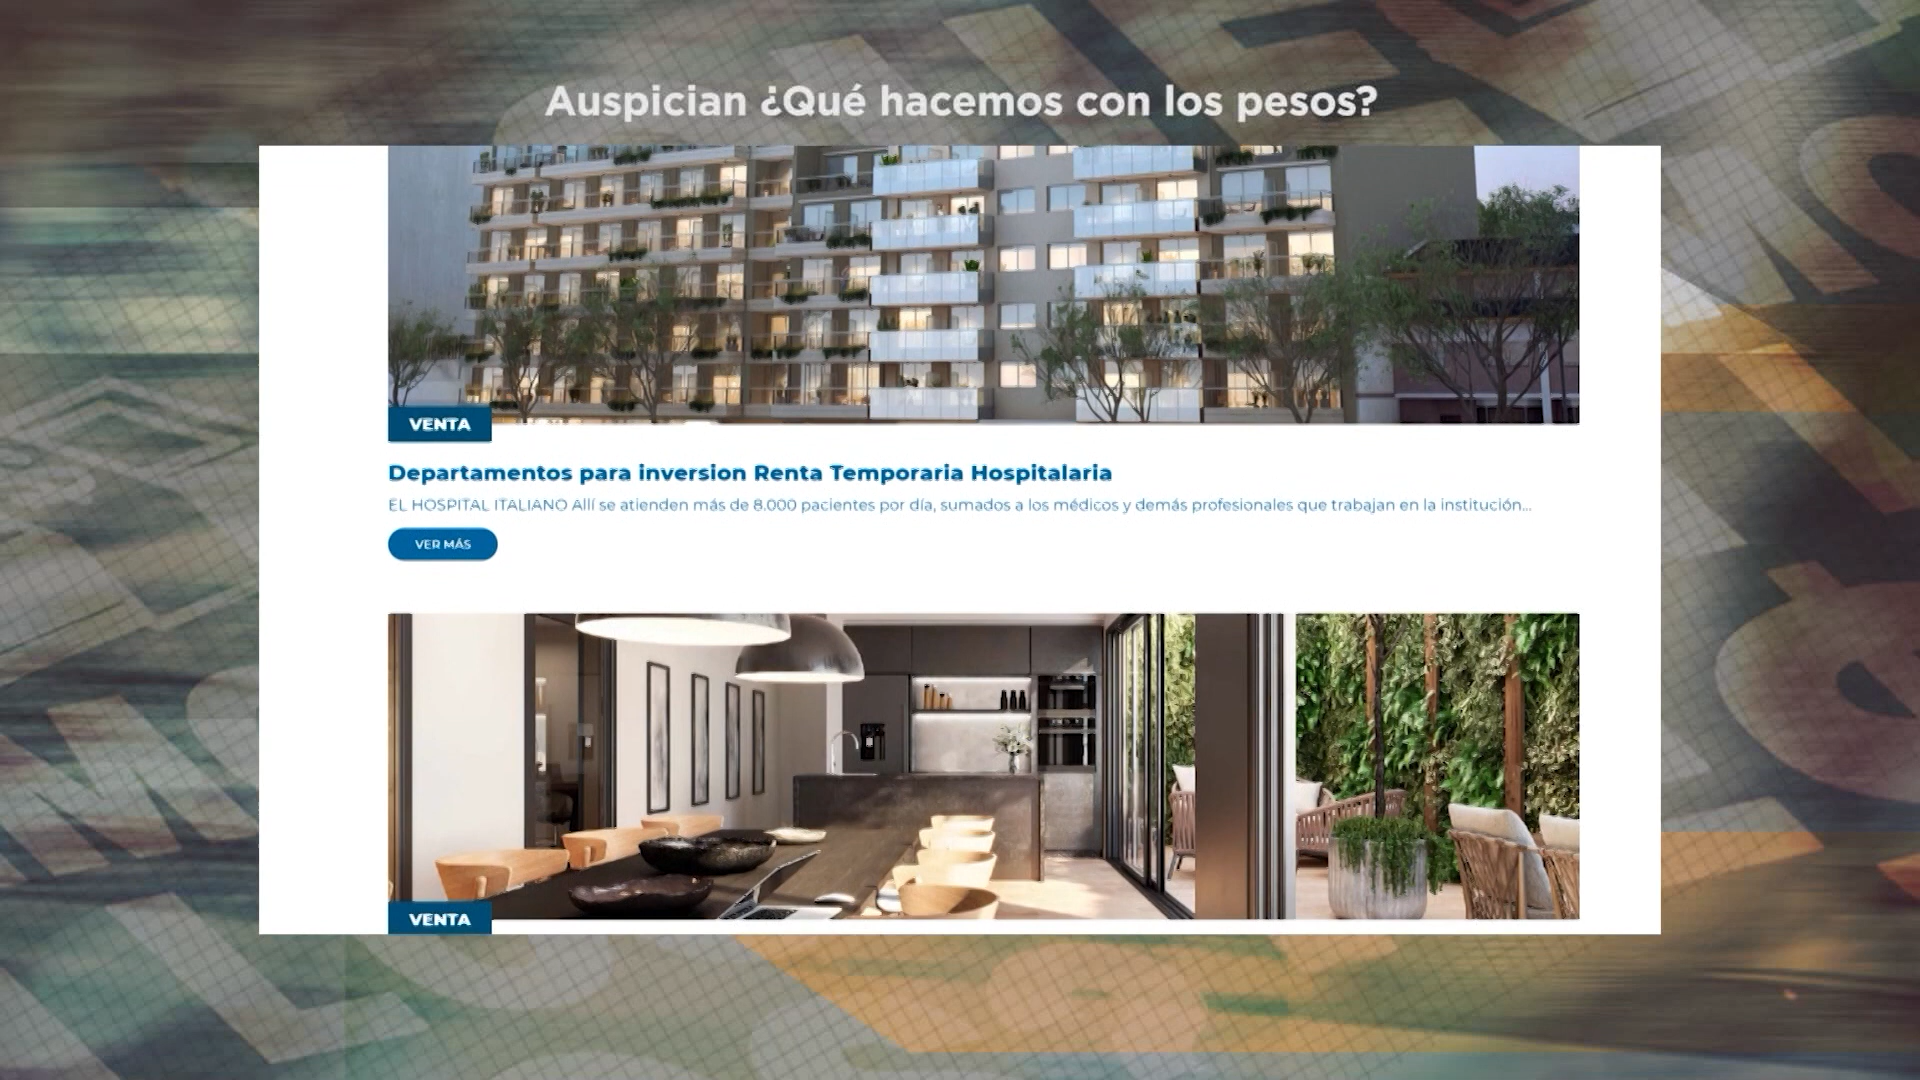 Auspician ¿Qué hacemos con los pesos?
VENTA
Departamentos para inversion Renta Temporaria Hospitalaria
EL HOSPITAL ITALIANO Allí se atienden más de 8.000 pacientes por día, sumados a los médicos y demás profesionales que trabajan en la institución...
VER MÁS
VENTA